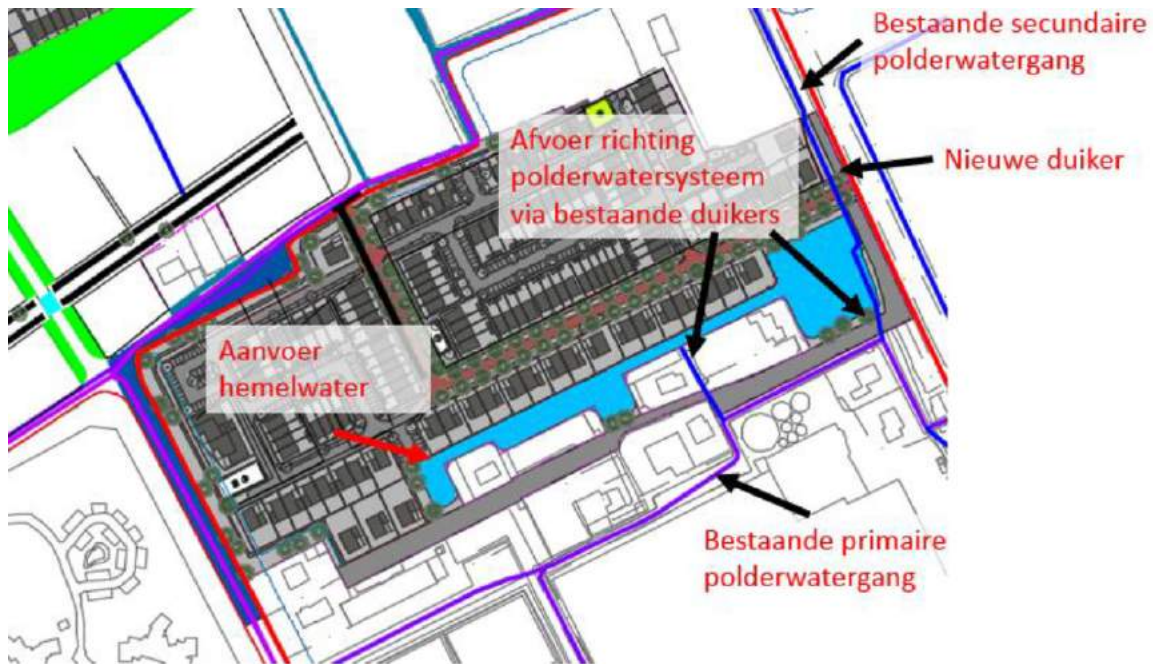 Bestaande secundaire
polderwatergang
Afvoer richting
polderwatersysteem
via bestaande duikers
Nieuwe duiker
Aanvoer
hemelwater
Bestaande primaire
polderwatergang